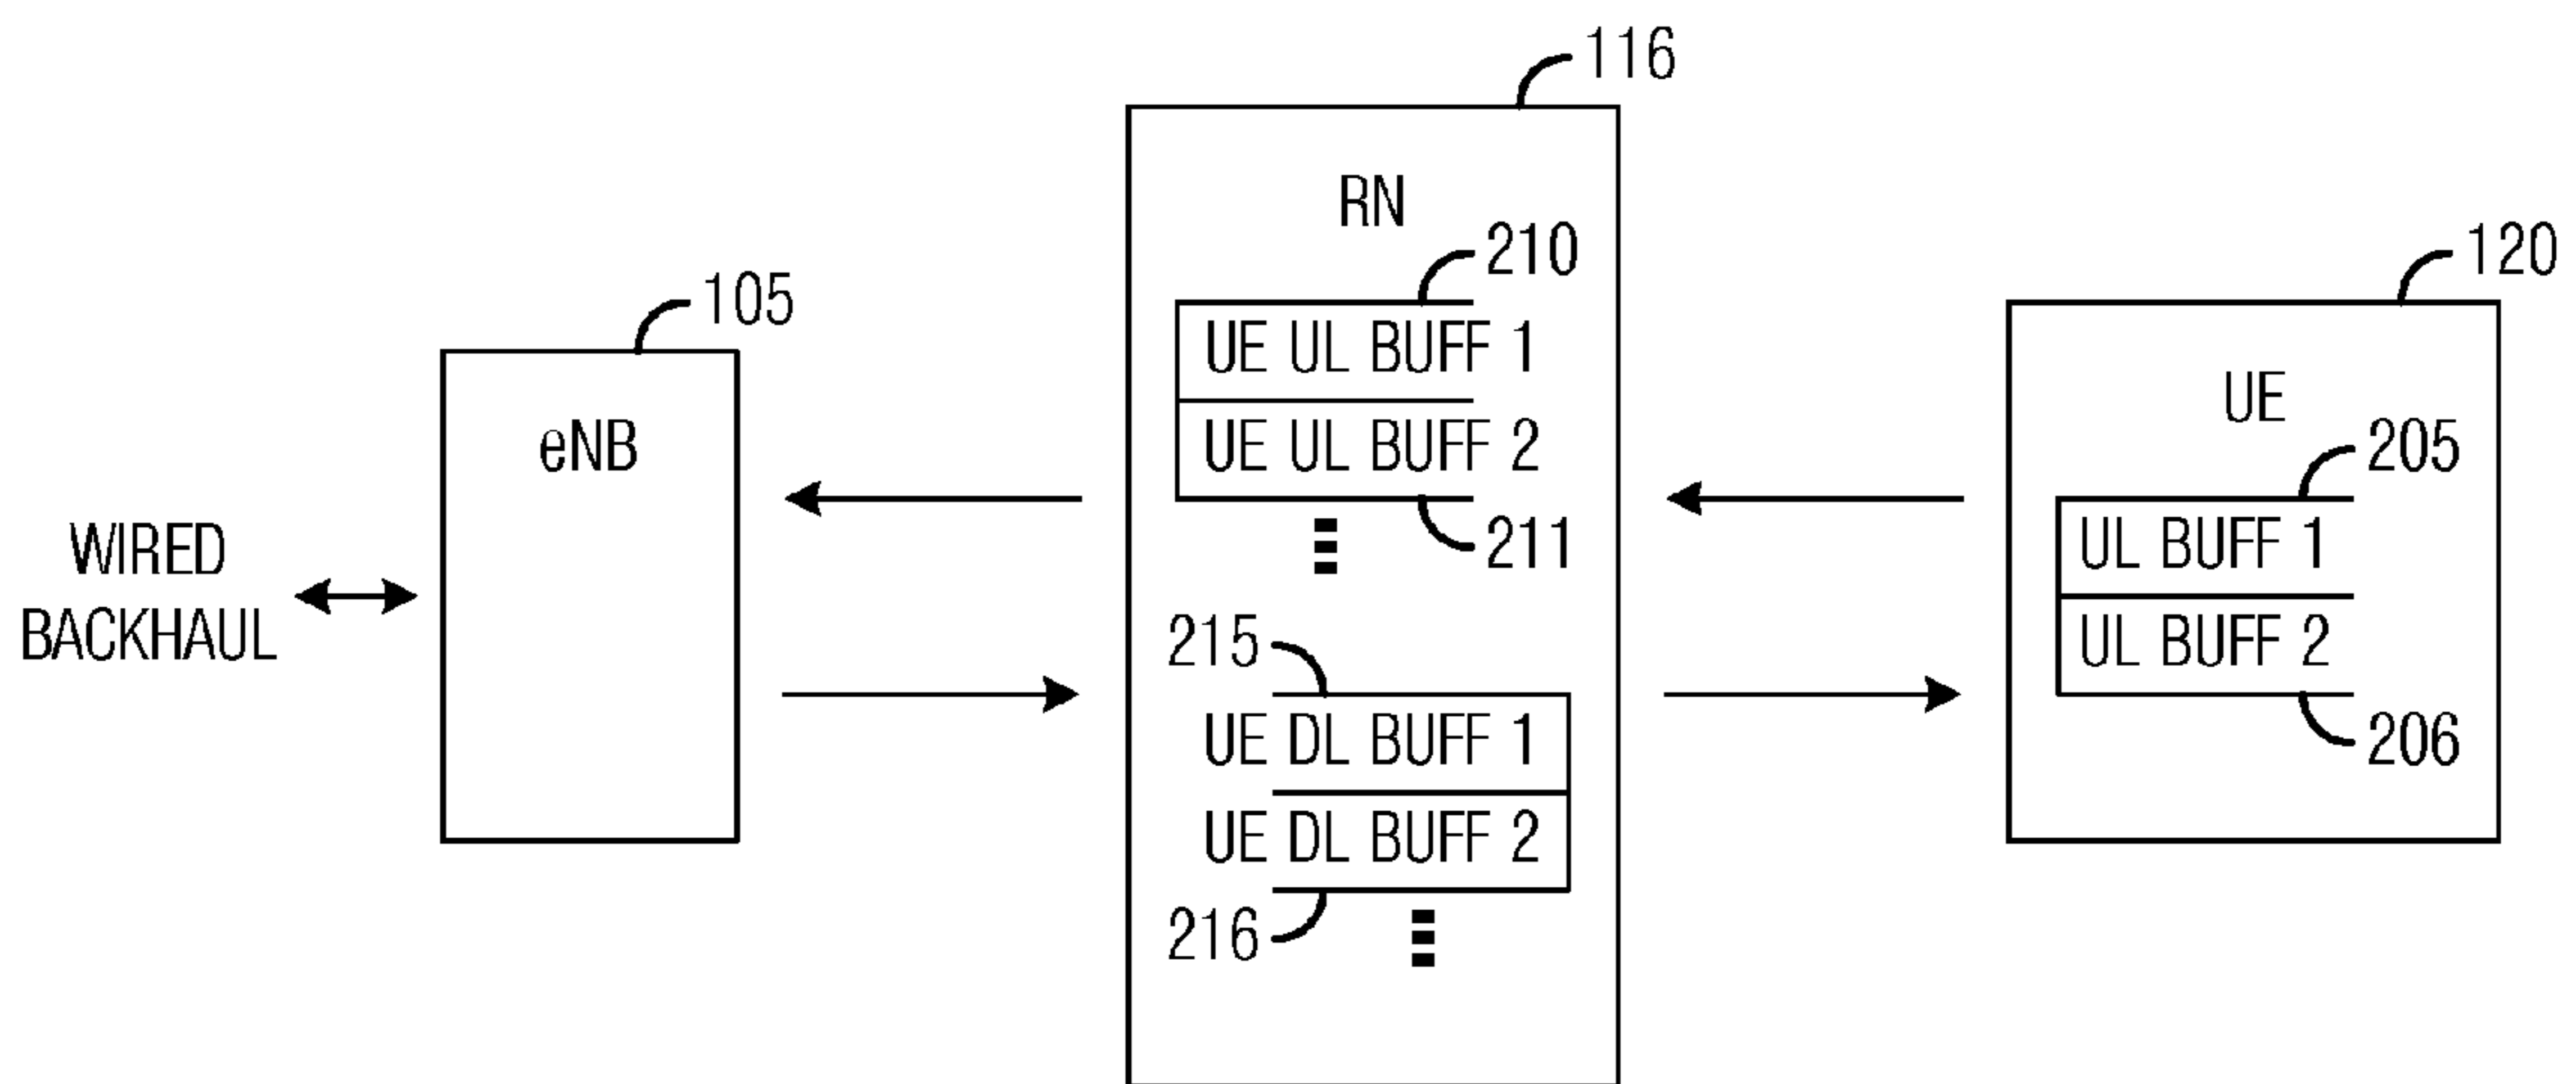 116
RN
210
UE UL BUFF 1
UE UL BUFF 2
211
215
UE DL BUFF 1
UE DL BUFF 2
216
105
eNB
WIRED
BACKHAUL
120
UE
205
UL BUFF 1
UL BUFF 2
206